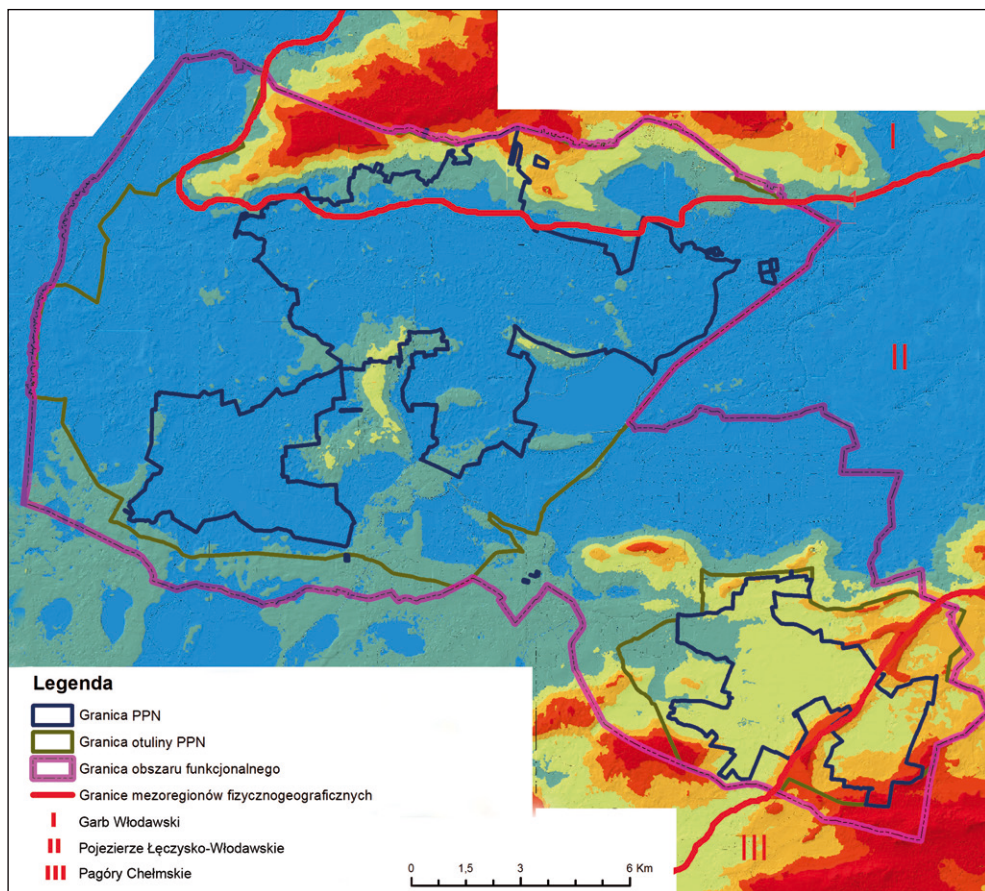 I
II
III
Legenda
Granica PPN
Granica otuliny PPN
Granica obszaru funkcjonalnego
Granice mezoregionów fizycznogeograficznych
I Garb Włodawski
II Pojezierze Łęczysko-Włodawskie
III Pagóry Chełmskie
0 1,5 3 6 Km